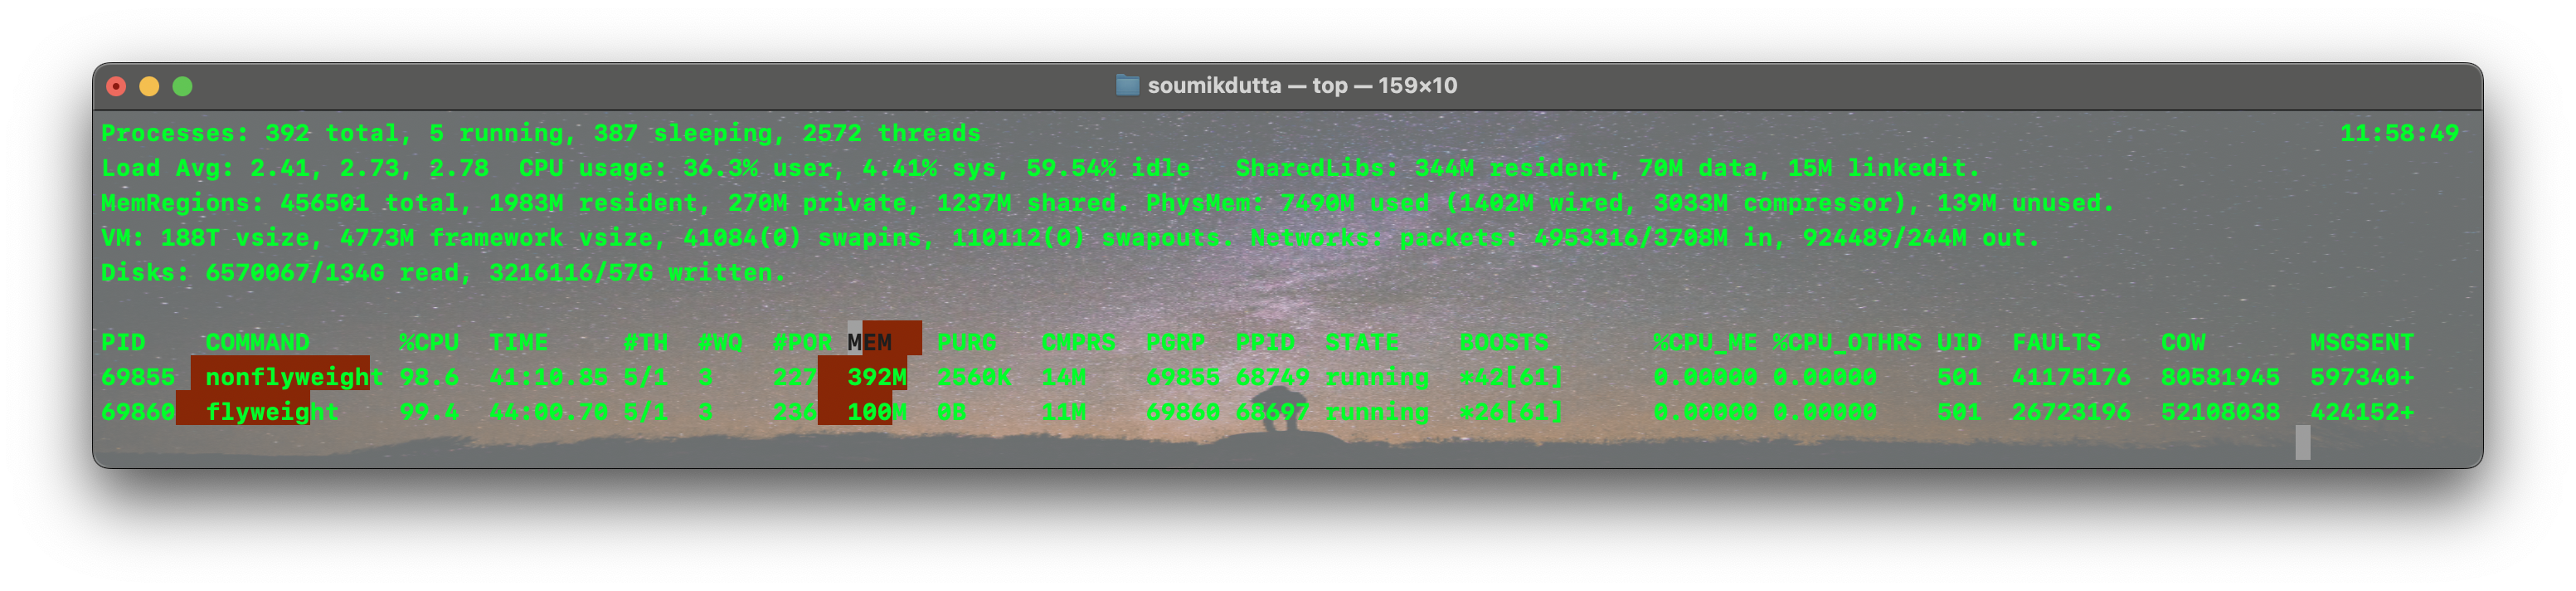 soumikdutta — top — 159×10
Processes: 392 total, 5 running, 387 sleeping, 2572 threads 11:58:49
Load Avg: 2.41, 2.73, 2.78 CPU usage: 36.3% user, 4.41% sys, 59.54% idle SharedLibs: 344M resident, 70M data, 15M linkedit.
MemRegions: 456501 total, 1983M resident, 270M private, 1237M shared. PhysMem: 7490M used (1402M wired, 3033M compressor), 139M unused.
VM: 188T vsize, 4773M framework vsize, 41084(0) swapins, 110112(0) swapouts. Networks: packets: 4953316/3708M in, 924489/244M out.
Disks: 6570067/134G read, 3216116/57G written.
PID COMMAND %CPU TIME #TH #WQ #POR MEM PURG CMPRS PGRP PPID STATE BOOSTS %CPU_ME %CPU_OTHRS UID FAULTS COW MSGSENT
69855 nonflyweight 98.6 41:10.85 5/1 3 227 392M 2560K 14M 69855 68749 running *42[61] 0.00000 0.00000 501 41175176 80581945 597340+
69860 flyweight 99.4 44:00.70 5/1 3 236 100M 0B 11M 69860 68697 running *26[61] 0.00000 0.00000 501 26723196 52108038 424152+